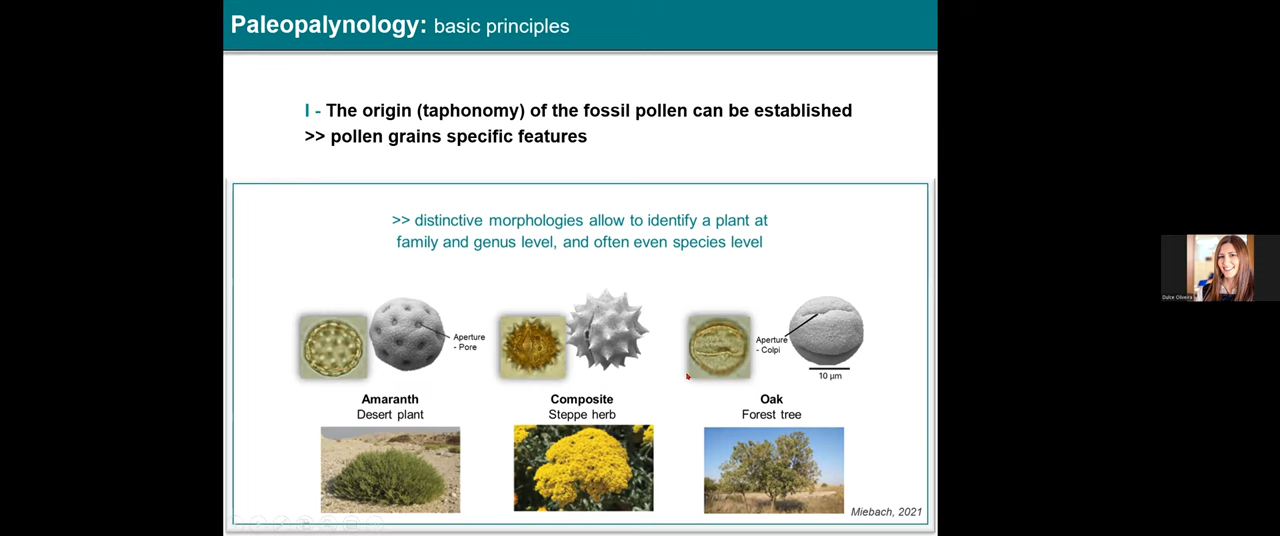 Paleopalynology: basic principles
I - The origin (taphonomy) of the fossil pollen can be established
>> pollen grains specific features
>> distinctive morphologies allow to identify a plant at
family and genus level, and often even species level
Aperture
- Pore
Aperture
- Colpi
10 µm
Amaranth
Desert plant
Composite
Steppe herb
Oak
Forest tree
Miebach, 2021
Dulce Oliveira